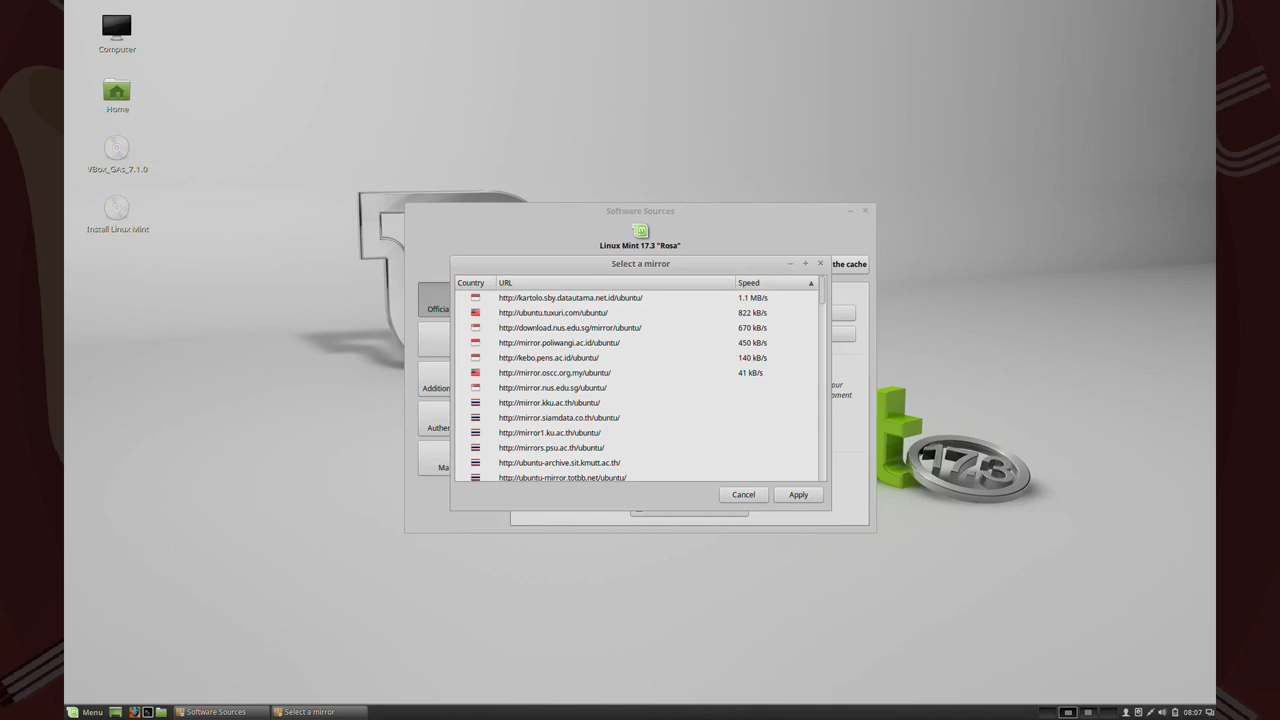 Computer
Home
VBox_GAs_7.1.0
Install Linux Mint
Software Sources
Linux Mint 17.3 "Rosa"
the cache
Select a mirror
Country URL Speed
http://kartolo.sby.datautama.net.id/ubuntu/ 1.1 MB/s
http://ubuntu.tuxuri.com/ubuntu/ 822 kB/s
http://download.nus.edu.sg/mirror/ubuntu/ 670 kB/s
http://mirror.poliwangi.ac.id/ubuntu/ 450 kB/s
http://kebo.pens.ac.id/ubuntu/ 140 kB/s
http://mirror.oscc.org.my/ubuntu/ 41 kB/s
http://mirror.nus.edu.sg/ubuntu/
http://mirror.kku.ac.th/ubuntu/
http://mirror.siamdata.co.th/ubuntu/
http://mirror1.ku.ac.th/ubuntu/
http://mirrors.psu.ac.th/ubuntu/
http://ubuntu-archive.sit.kmutt.ac.th/
http://ubuntu-mirror.totbb.net/ubuntu/
Cancel Apply
Officia
Addition
Authen
Ma
our
oment
17.3
Menu Software Sources Select a mirror 08:07